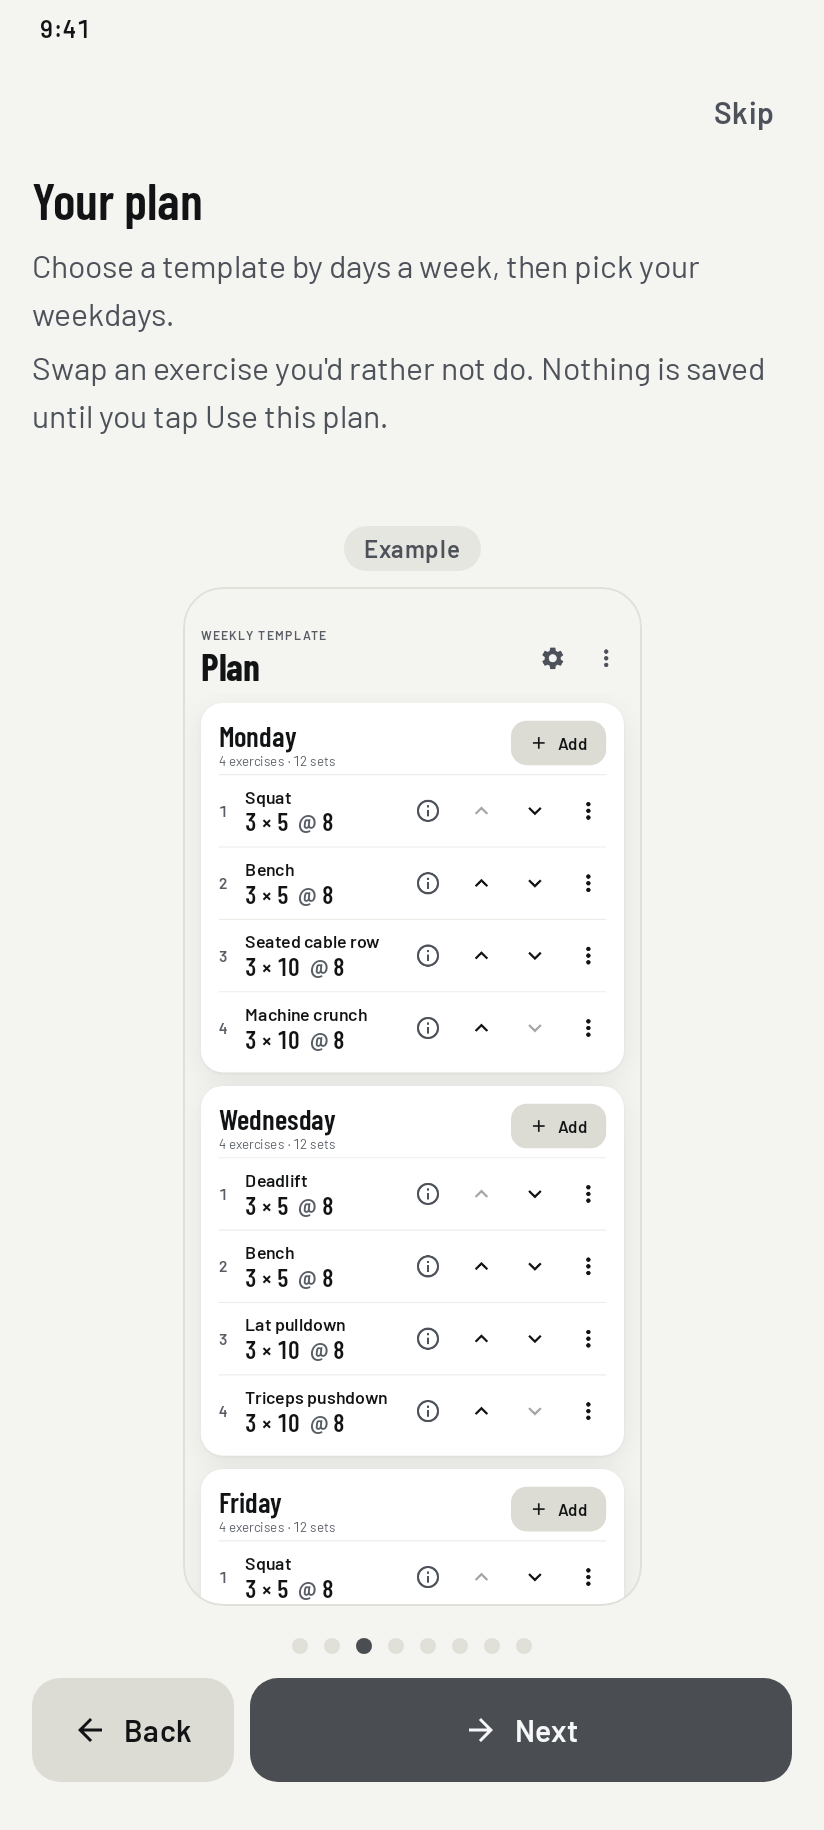 9:41
Skip
Your plan
Choose a template by days a week, then pick your
weekdays.
Swap an exercise you'd rather not do. Nothing is saved
until you tap Use this plan.
Example
WEEKLY TEMPLATE
Plan
Monday
4 exercises · 12 sets
+ Add
1 Squat
3 × 5 @ 8
2 Bench
3 × 5 @ 8
3 Seated cable row
3 × 10 @ 8
4 Machine crunch
3 × 10 @ 8
Wednesday
4 exercises · 12 sets
+ Add
1 Deadlift
3 × 5 @ 8
2 Bench
3 × 5 @ 8
3 Lat pulldown
3 × 10 @ 8
4 Triceps pushdown
3 × 10 @ 8
Friday
4 exercises · 12 sets
+ Add
1 Squat
3 × 5 @ 8
Back
Next